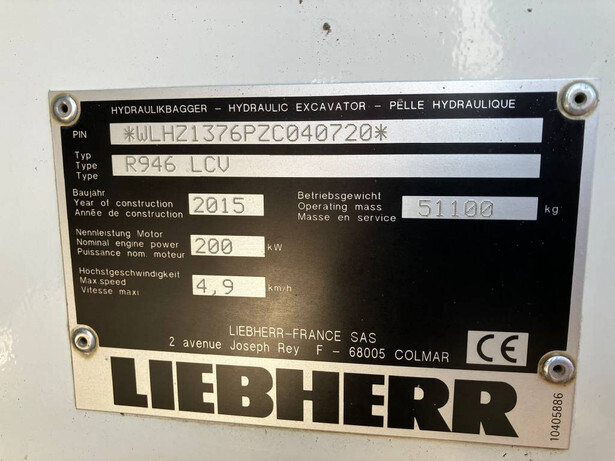 HYDRAULIKBAGGER - HYDRAULIC EXCAVATOR - PELLE HYDRAULIQUE
PIN *WLHZ1376PZC040720*
Typ
Type R946 LCV
Type
Baujahr
Year of construction 2015
Année de construction
Betriebsgewicht
Operating mass 51100 kg
Masse en service
Nennleistung Motor
Nominal engine power 200 kW
Puissance nom. moteur
Höchstgeschwindigkeit
Max.speed 4,9 km/h
Vitesse maxi
LIEBHERR-FRANCE SAS
2 avenue Joseph Rey F - 68005 COLMAR
CE
LIEBHERR
10405886